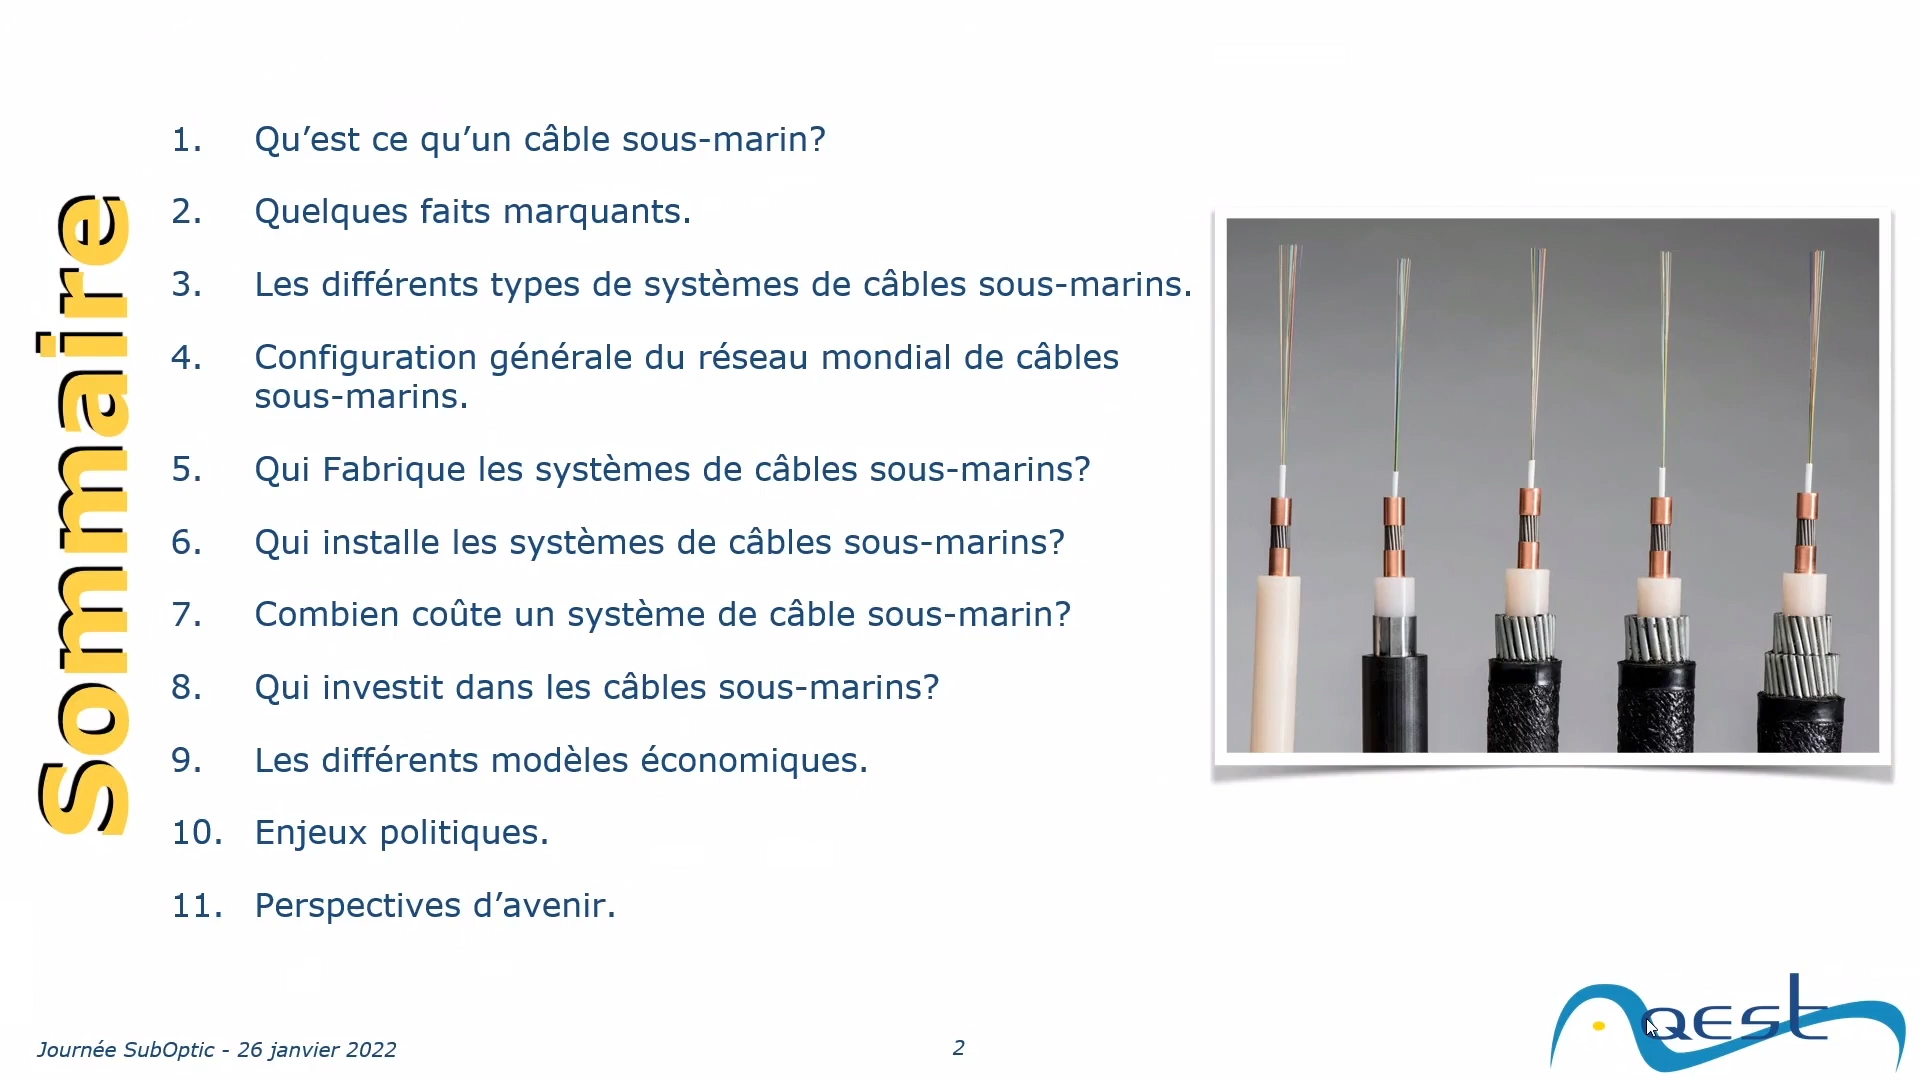 Sommaire
1. Qu’est ce qu’un câble sous-marin?
2. Quelques faits marquants.
3. Les différents types de systèmes de câbles sous-marins.
4. Configuration générale du réseau mondial de câbles
sous-marins.
5. Qui Fabrique les systèmes de câbles sous-marins?
6. Qui installe les systèmes de câbles sous-marins?
7. Combien coûte un système de câble sous-marin?
8. Qui investit dans les câbles sous-marins?
9. Les différents modèles économiques.
10. Enjeux politiques.
11. Perspectives d’avenir.
Journée SubOptic - 26 janvier 2022
2
Aqest